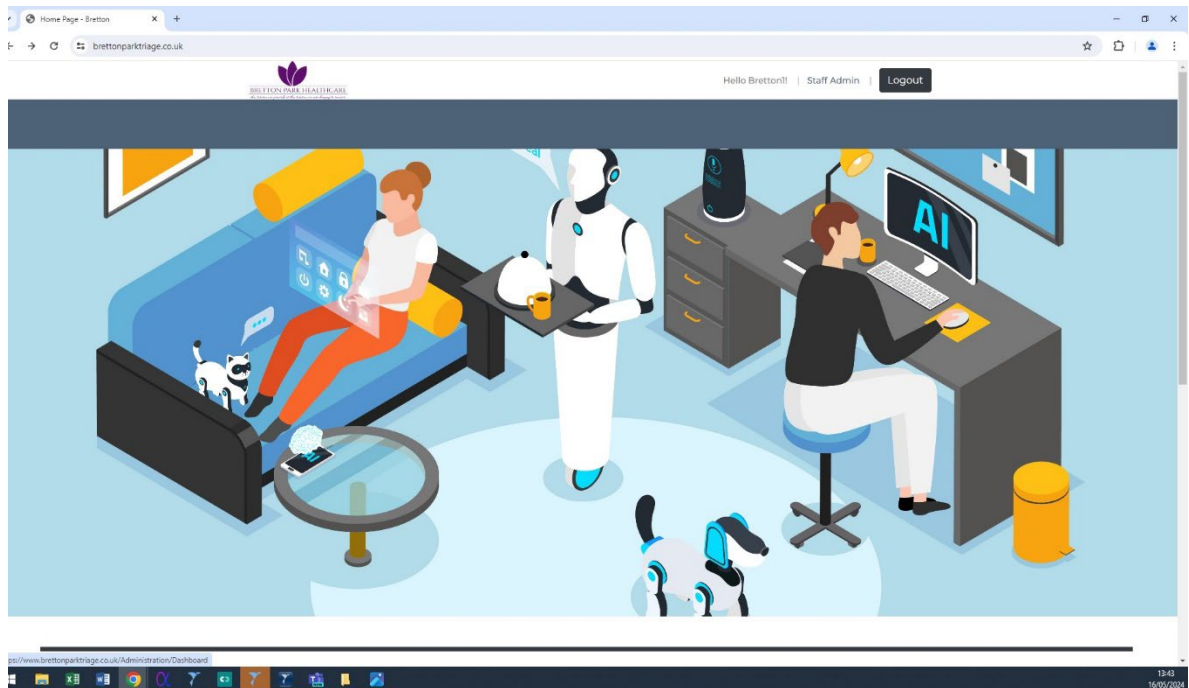 Home Page - Bretton
brettonparktriage.co.uk
BRETTON PARK HEALTHCARE
Hello Bretton1! | Staff Admin | Logout
AI
AI
ps://www.brettonparktriage.co.uk/Administration/Dashboard
13:43
16/05/2024